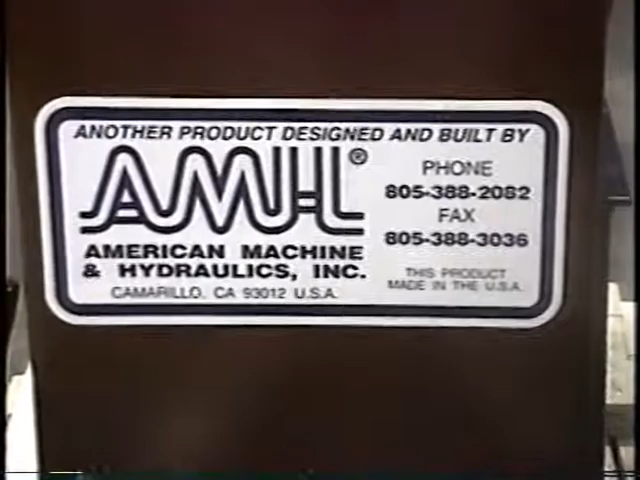 ANOTHER PRODUCT DESIGNED AND BUILT BY
AMH®
AMERICAN MACHINE
& HYDRAULICS, INC.
CAMARILLO, CA 93012 U.S.A.
PHONE
805-388-2082
FAX
805-388-3036
THIS PRODUCT
MADE IN THE U.S.A.